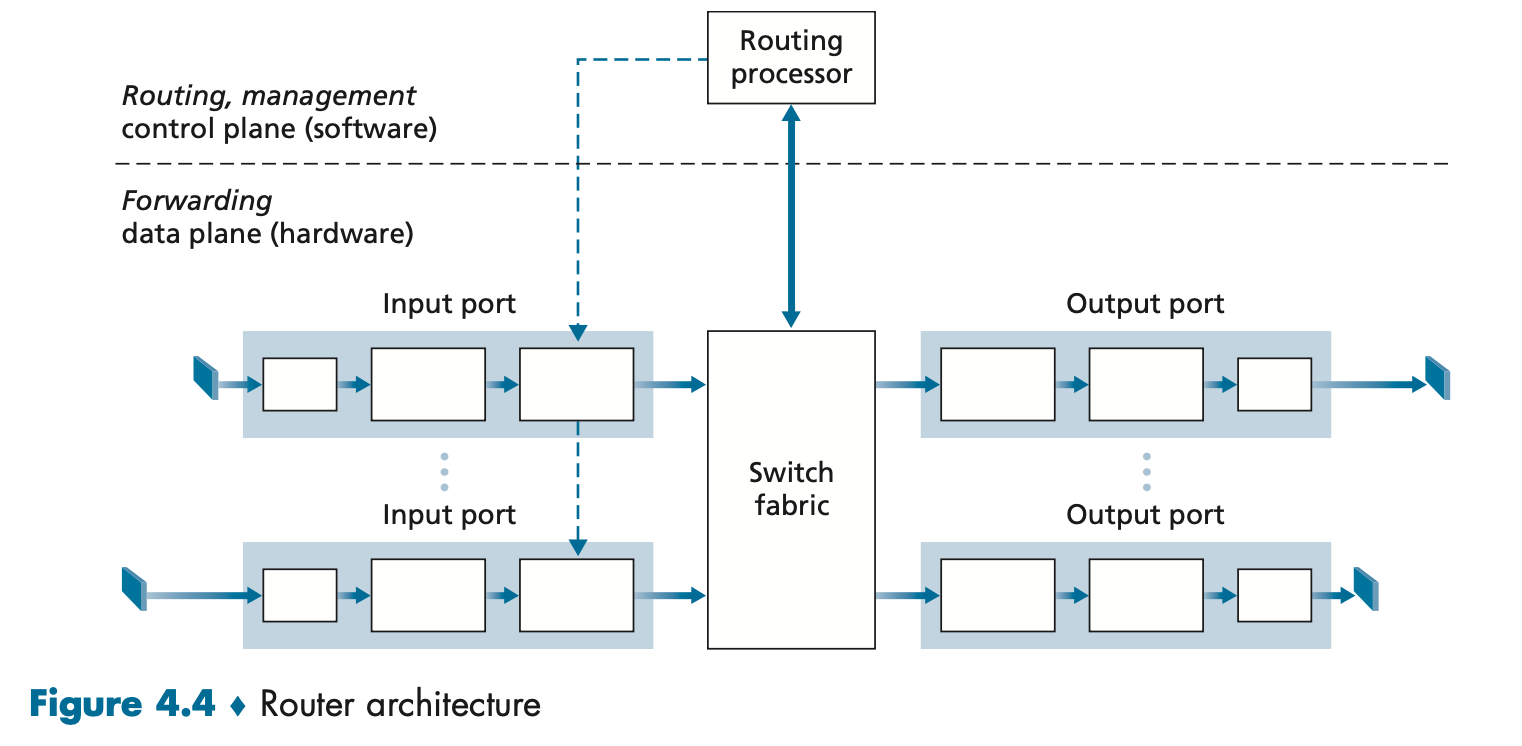 Routing
processor
Routing, management
control plane (software)
Forwarding
data plane (hardware)
Input port
Output port
Switch
fabric
Input port
Output port
Figure 4.4 ♦ Router architecture